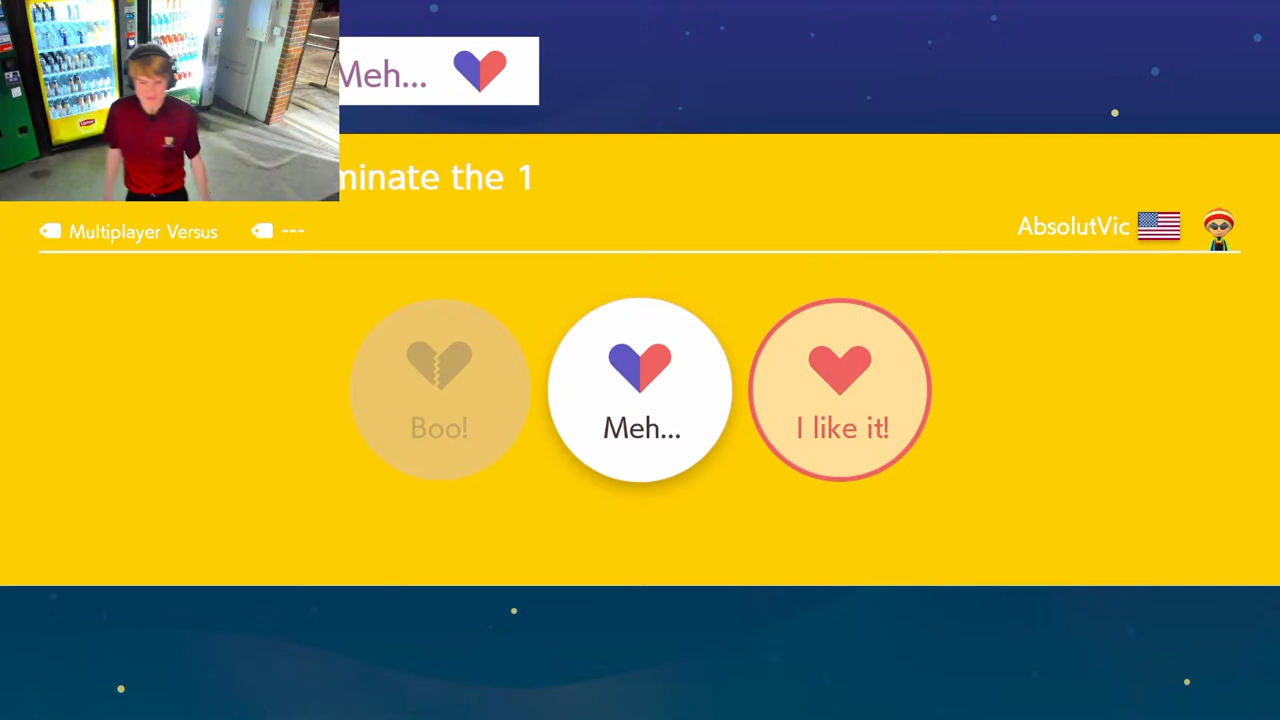 Meh...
minate the 1
Multiplayer Versus ---
AbsolutVic
Boo!
Meh...
I like it!